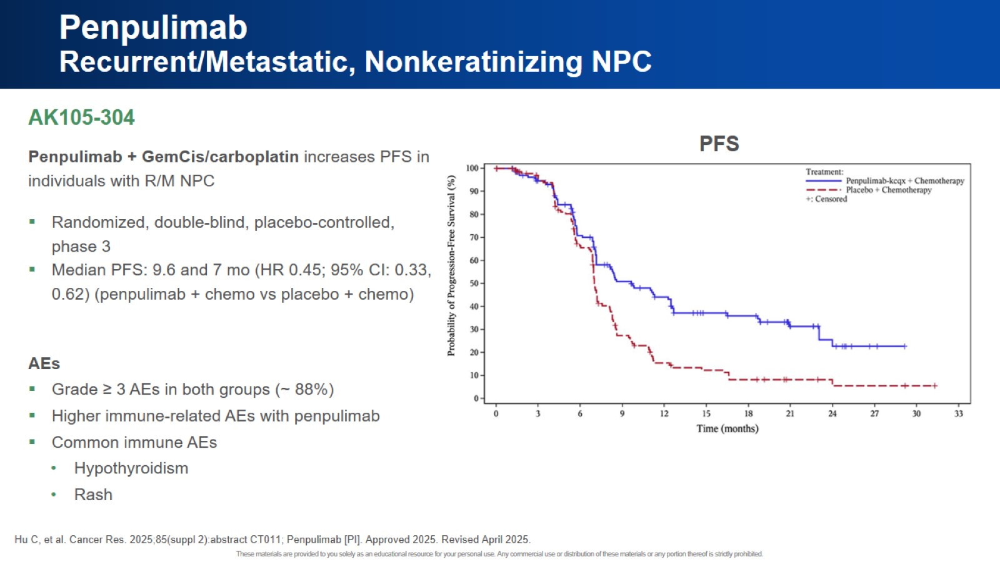 Penpulimab
Recurrent/Metastatic, Nonkeratinizing NPC
AK105-304
Penpulimab + GemCis/carboplatin increases PFS in
individuals with R/M NPC
▪ Randomized, double-blind, placebo-controlled,
phase 3
▪ Median PFS: 9.6 and 7 mo (HR 0.45; 95% CI: 0.33,
0.62) (penpulimab + chemo vs placebo + chemo)
AEs
▪ Grade ≥ 3 AEs in both groups (~ 88%)
▪ Higher immune-related AEs with penpulimab
▪ Common immune AEs
• Hypothyroidism
• Rash
PFS
Probability of Progression-Free Survival (%)
100
90
80
70
60
50
40
30
20
10
0
Treatment:
Penpulimab-kcqx + Chemotherapy
Placebo + Chemotherapy
+: Censored
0 3 6 9 12 15 18 21 24 27 30 33
Time (months)
Hu C, et al. Cancer Res. 2025;85(suppl 2):abstract CT011; Penpulimab [PI]. Approved 2025. Revised April 2025.
These materials are provided to you solely as an educational resource for your personal use. Any commercial use or distribution of these materials or any portion thereof is strictly prohibited.